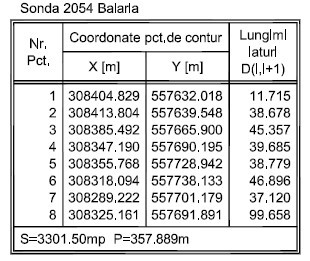 Sonda 2054 Balarla
Nr. Pct. Coordonate pct.de contur Lunglml laturl D(l,l+1)
X [m] Y [m]
1 308404.829 557632.018 11.715
2 308413.804 557639.548 38.678
3 308385.492 557665.900 45.357
4 308347.190 557690.195 39.685
5 308355.768 557728.942 38.779
6 308318.094 557738.133 46.896
7 308289.222 557701.179 37.120
8 308325.161 557691.891 99.658
S=3301.50mp P=357.889m